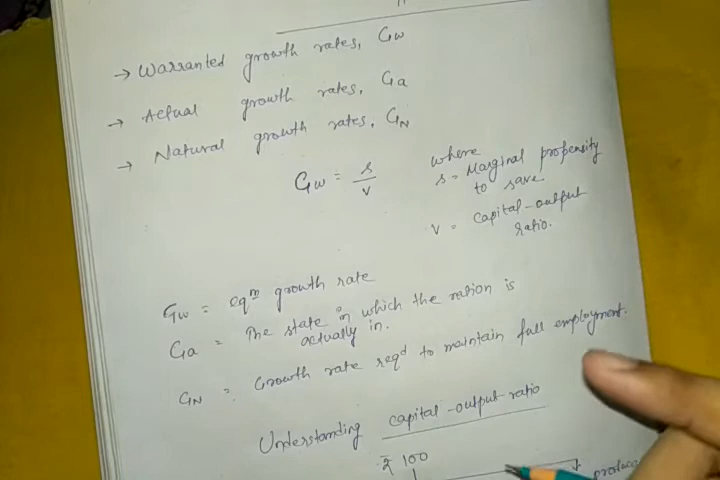 → Warranted growth rates, Gw
→ Actual growth rates, Ga
→ Natural growth rates, GN
Gw = s/v where
s = Marginal propensity
to save
v = capital-output
ratio.
Gw = eqm growth rate
Ga = The state in which the nation is
actually in.
GN = Growth rate reqd to maintain full employment.
Understanding capital-output-ratio
₹ 100